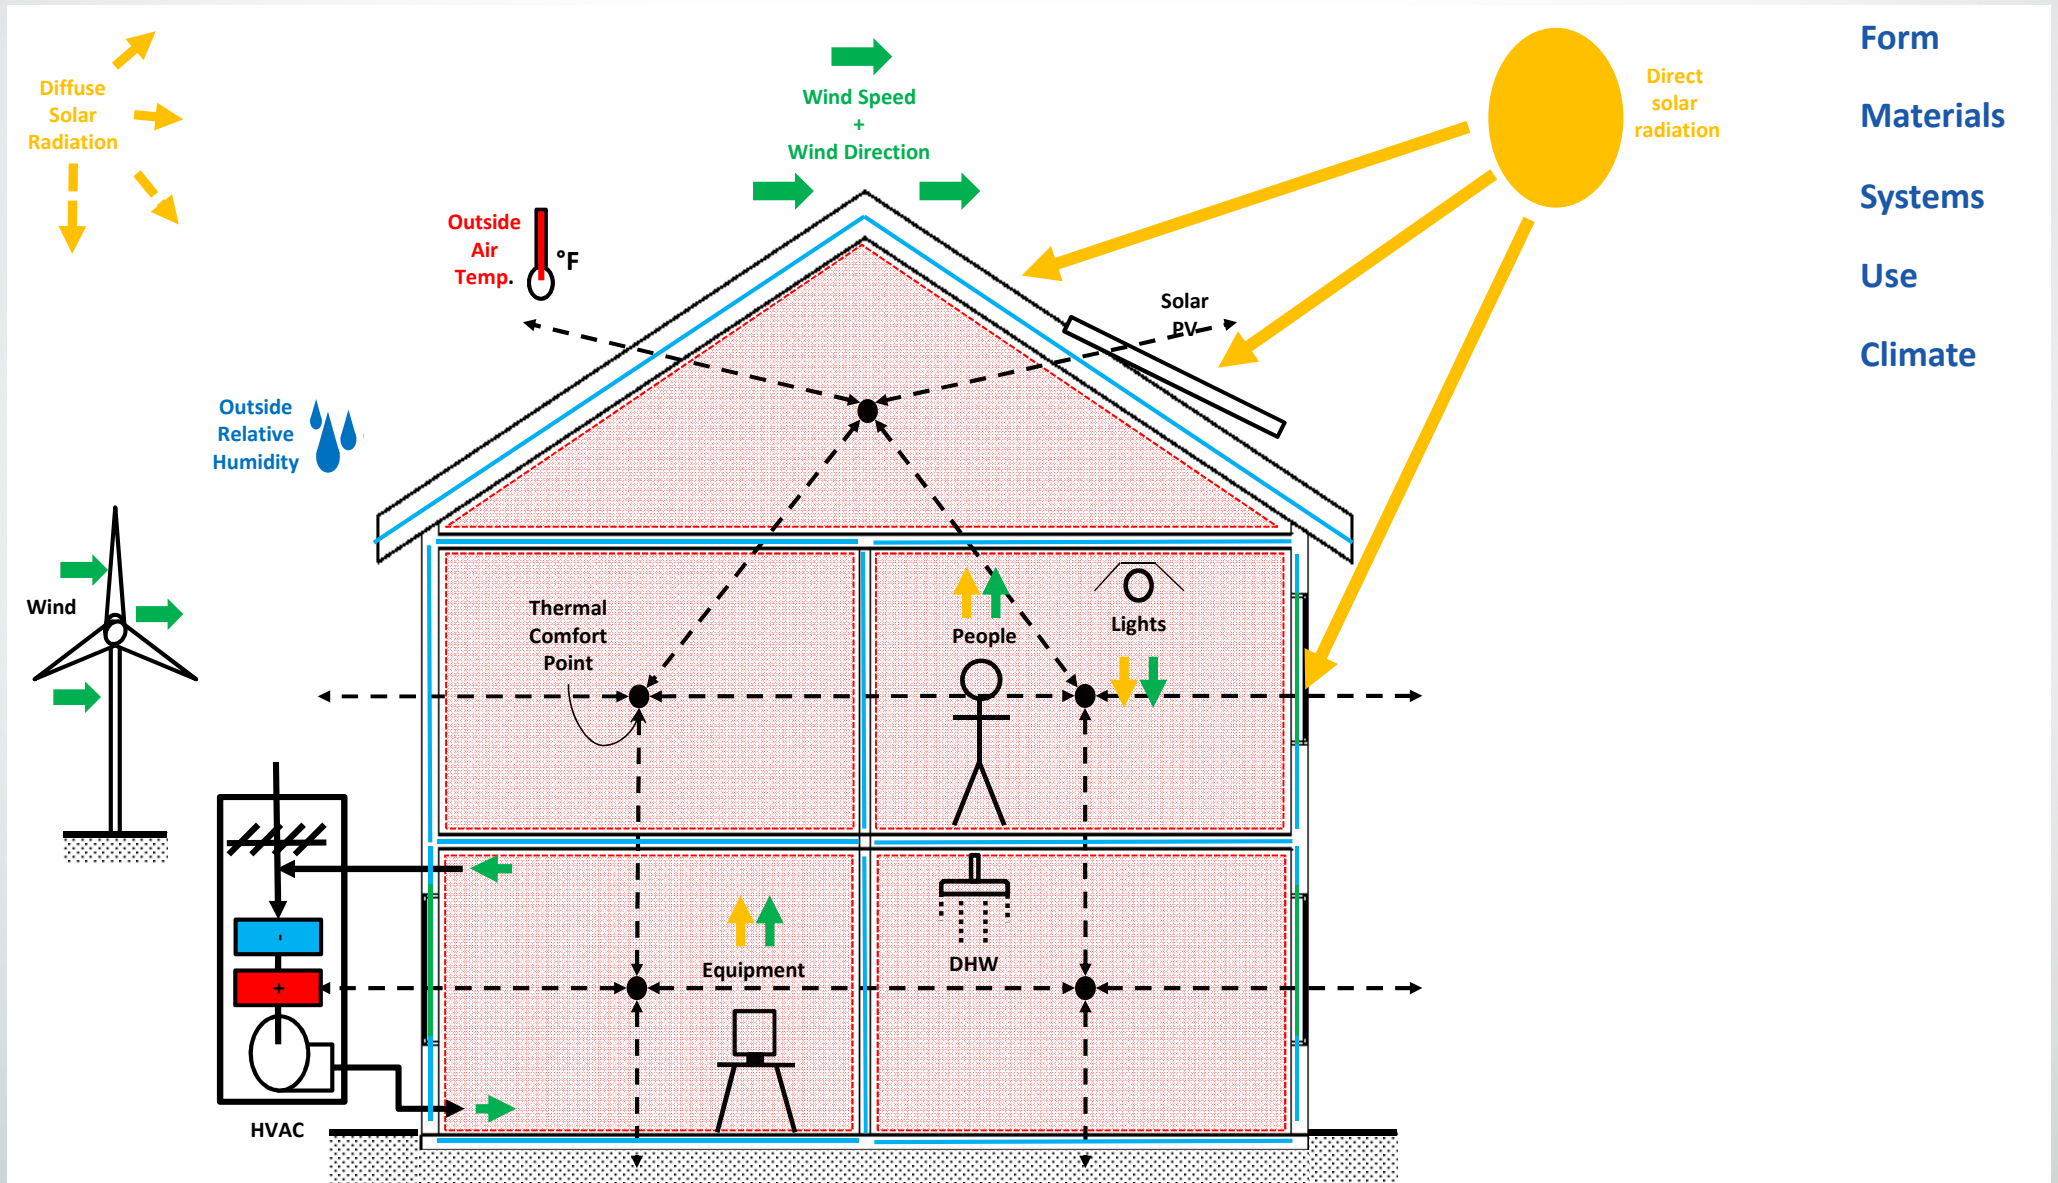 Diffuse
Solar
Radiation
Wind Speed
+
Wind Direction
Direct
solar
radiation
Form
Materials
Systems
Use
Climate
Outside
Air
Temp.
°F
Solar
PV
Outside
Relative
Humidity
Wind
Thermal
Comfort
Point
People
Lights
Equipment
DHW
-
+
HVAC